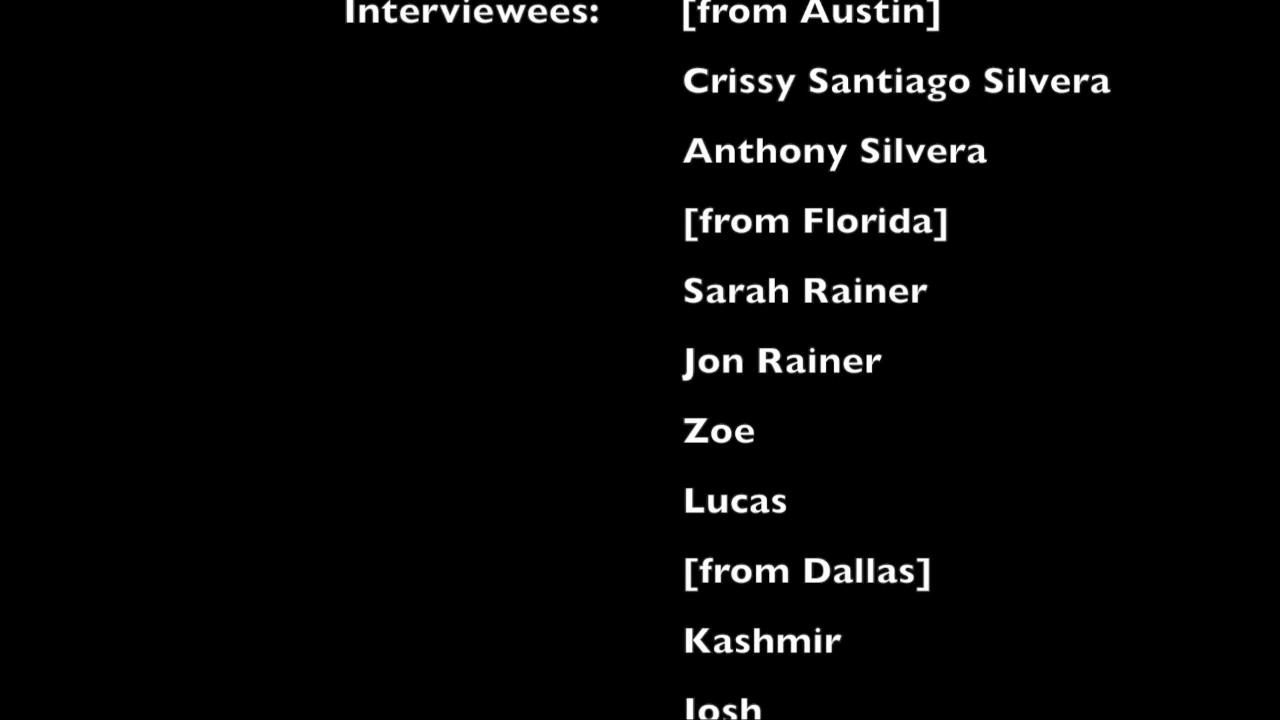 Interviewees: [from Austin]
Crissy Santiago Silvera
Anthony Silvera
[from Florida]
Sarah Rainer
Jon Rainer
Zoe
Lucas
[from Dallas]
Kashmir
Josh